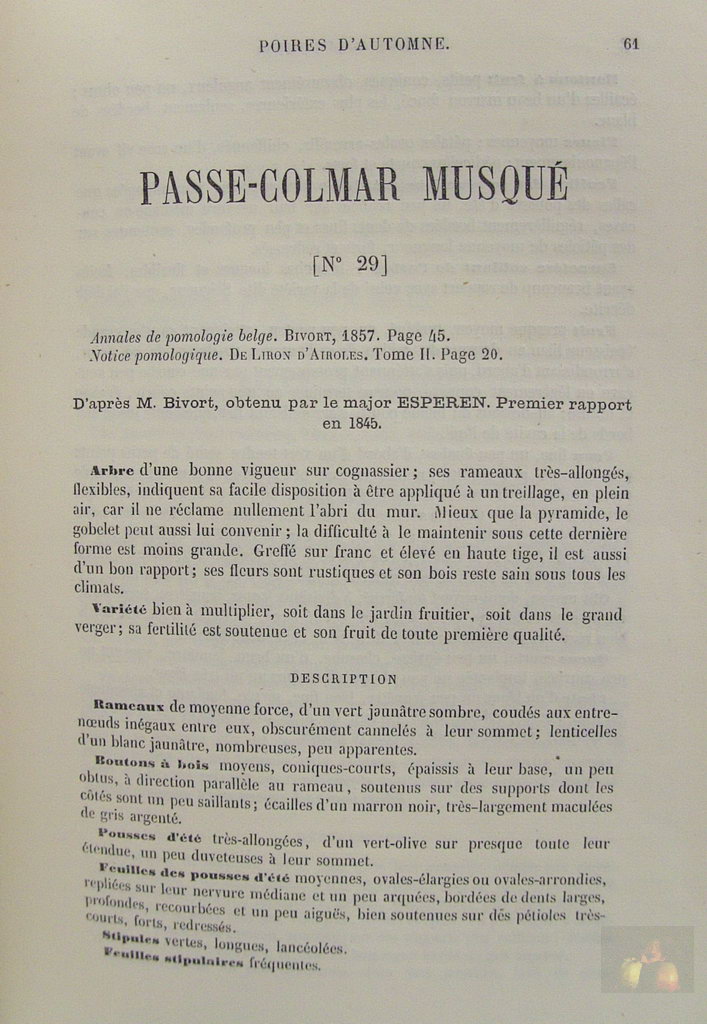 POIRES D'AUTOMNE. 61
PASSE-COLMAR MUSQUÉ
[N° 29]
Annales de pomologie belge. BIVORT, 1857. Page 45.
Notice pomologique. DE LIRON D'AIROLES. Tome II. Page 20.
D'après M. Bivort, obtenu par le major ESPEREN. Premier rapport
en 1845.
Arbre d'une bonne vigueur sur cognassier; ses rameaux très-allongés,
flexibles, indiquent sa facile disposition à être appliqué à un treillage, en plein
air, car il ne réclame nullement l'abri du mur. Mieux que la pyramide, le
gobelet peut aussi lui convenir; la difficulté à le maintenir sous cette dernière
forme est moins grande. Greffé sur franc et élevé en haute tige, il est aussi
d'un bon rapport; ses fleurs sont rustiques et son bois reste sain sous tous les
climats.
Variété bien à multiplier, soit dans le jardin fruitier, soit dans le grand
verger; sa fertilité est soutenue et son fruit de toute première qualité.
DESCRIPTION
Rameaux de moyenne force, d'un vert jaunâtre sombre, coudés aux entre-
nœuds inégaux entre eux, obscurément cannelés à leur sommet; lenticelles
d'un blanc jaunâtre, nombreuses, peu apparentes.
Boutons à bois moyens, coniques-courts, épaissis à leur base, un peu
obtus, à direction parallèle au rameau, soutenus sur des supports dont les
côtés sont un peu saillants; écailles d'un marron noir, très-largement maculées
de gris argenté.
Pousses d'été très-allongées, d'un vert-olive sur presque toute leur
étendue, un peu duveteuses à leur sommet.
Feuilles des pousses d'été moyennes, ovales-élargies ou ovales-arrondies,
repliées sur leur nervure médiane et un peu arquées, bordées de dents larges,
profondes, recourbées et un peu aiguës, bien soutenues sur des pétioles très-
courts, forts, redressés.
Stipules vertes, longues, lancéolées.
Feuilles stipulaires fréquentes.